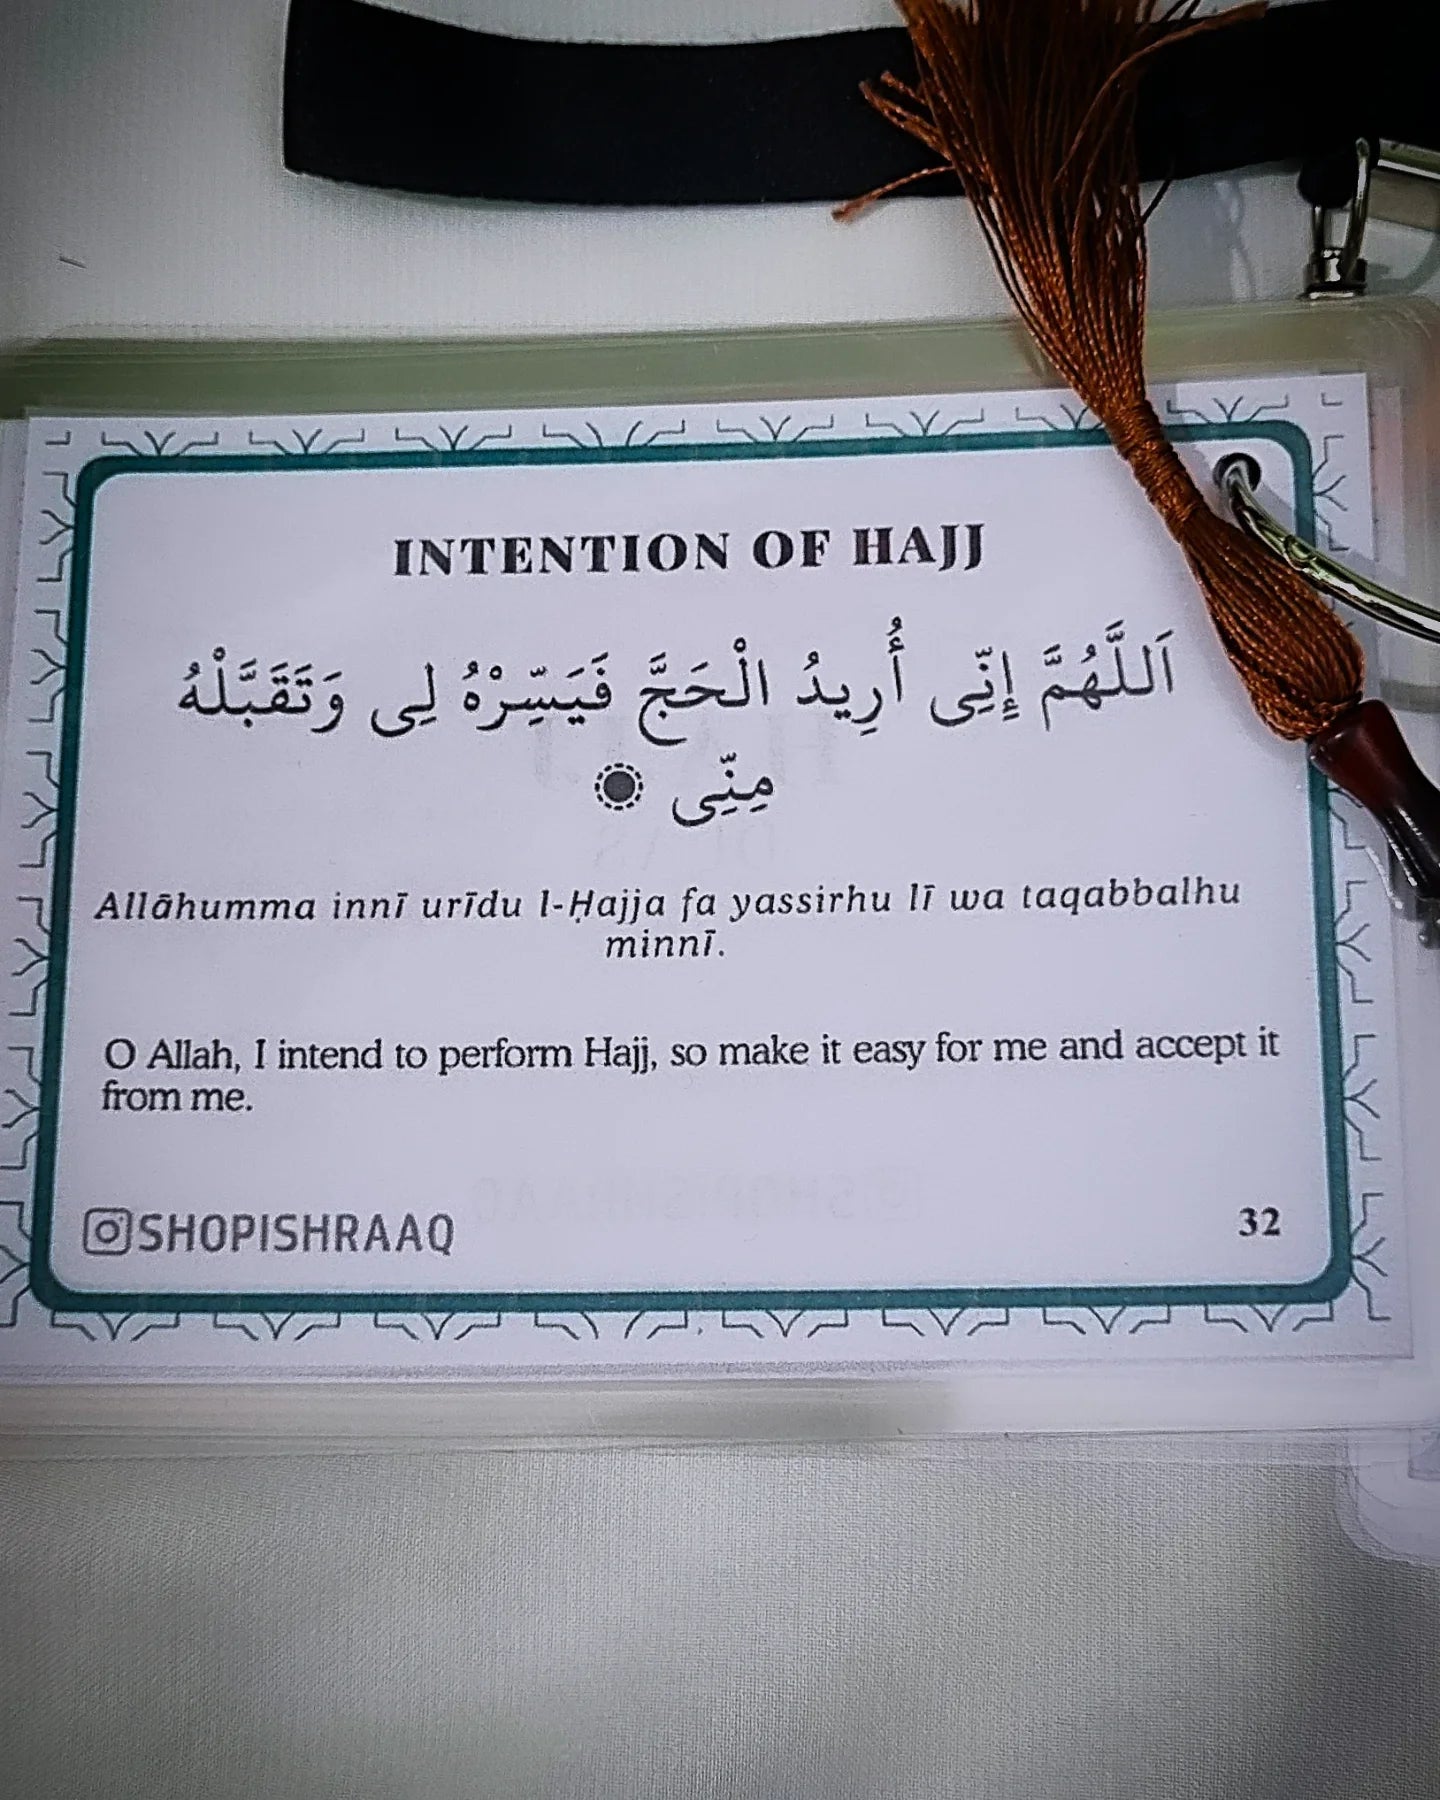 INTENTION OF HAJJ
اَللَّهُمَّ إِنِّى أُرِيدُ الْحَجَّ فَيَسِّرْهُ لِى وَتَقَبَّلْهُ
مِنِّى
Allāhumma innī urīdu l-Ḥajja fa yassirhu lī wa taqabbalhu
minnī.
O Allah, I intend to perform Hajj, so make it easy for me and accept it
from me.
SHOPISHRAAQ
32